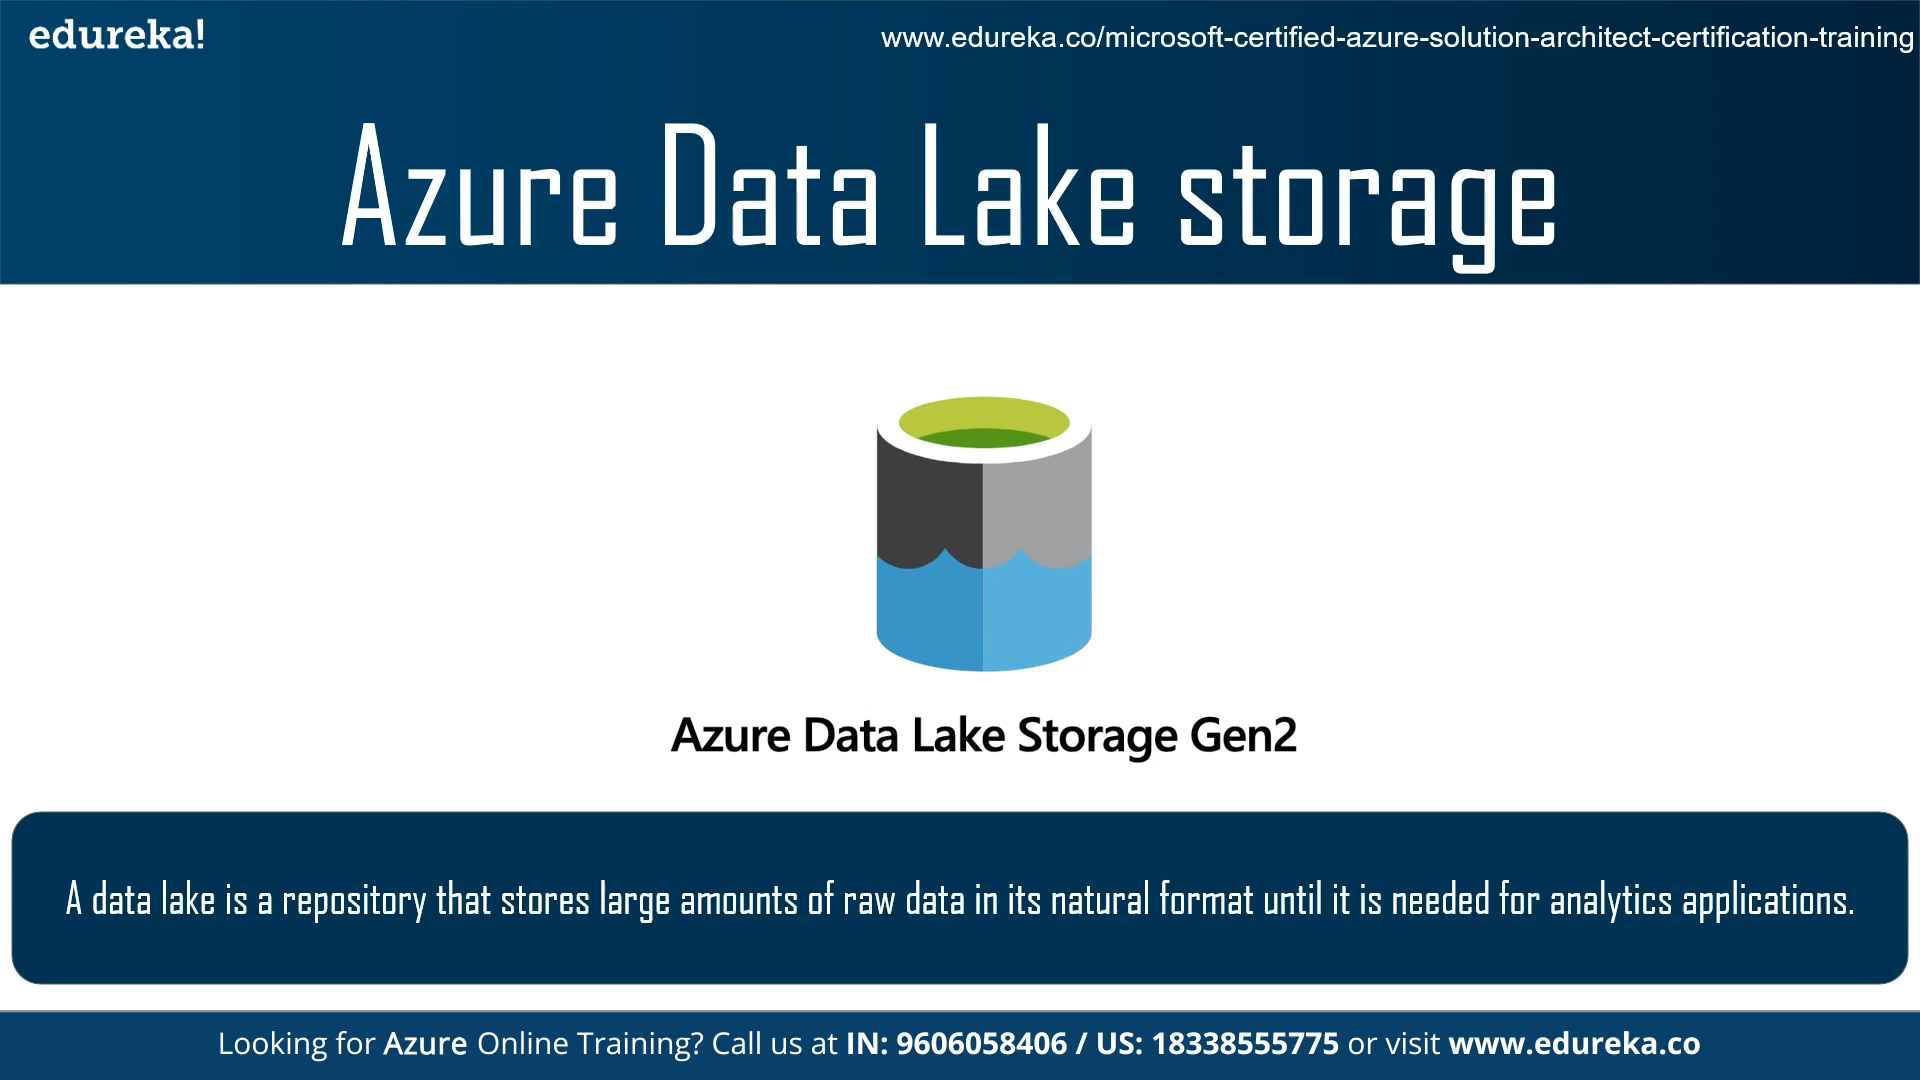 edureka!
www.edureka.co/microsoft-certified-azure-solution-architect-certification-training
Azure Data Lake storage
Azure Data Lake Storage Gen2
A data lake is a repository that stores large amounts of raw data in its natural format until it is needed for analytics applications.
Looking for Azure Online Training? Call us at IN: 9606058406 / US: 18338555775 or visit www.edureka.co